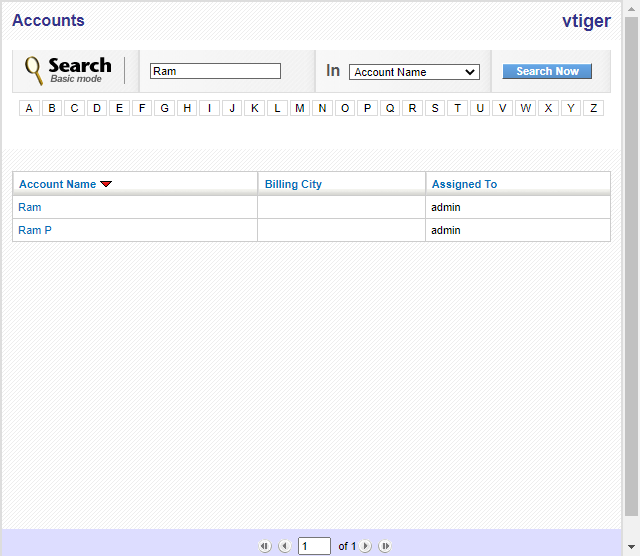 Accounts vtiger
Search
Basic mode
Ram In Account Name Search Now
A B C D E F G H I J K L M N O P Q R S T U V W X Y Z
Account Name Billing City Assigned To
Ram admin
Ram P admin
1 of 1